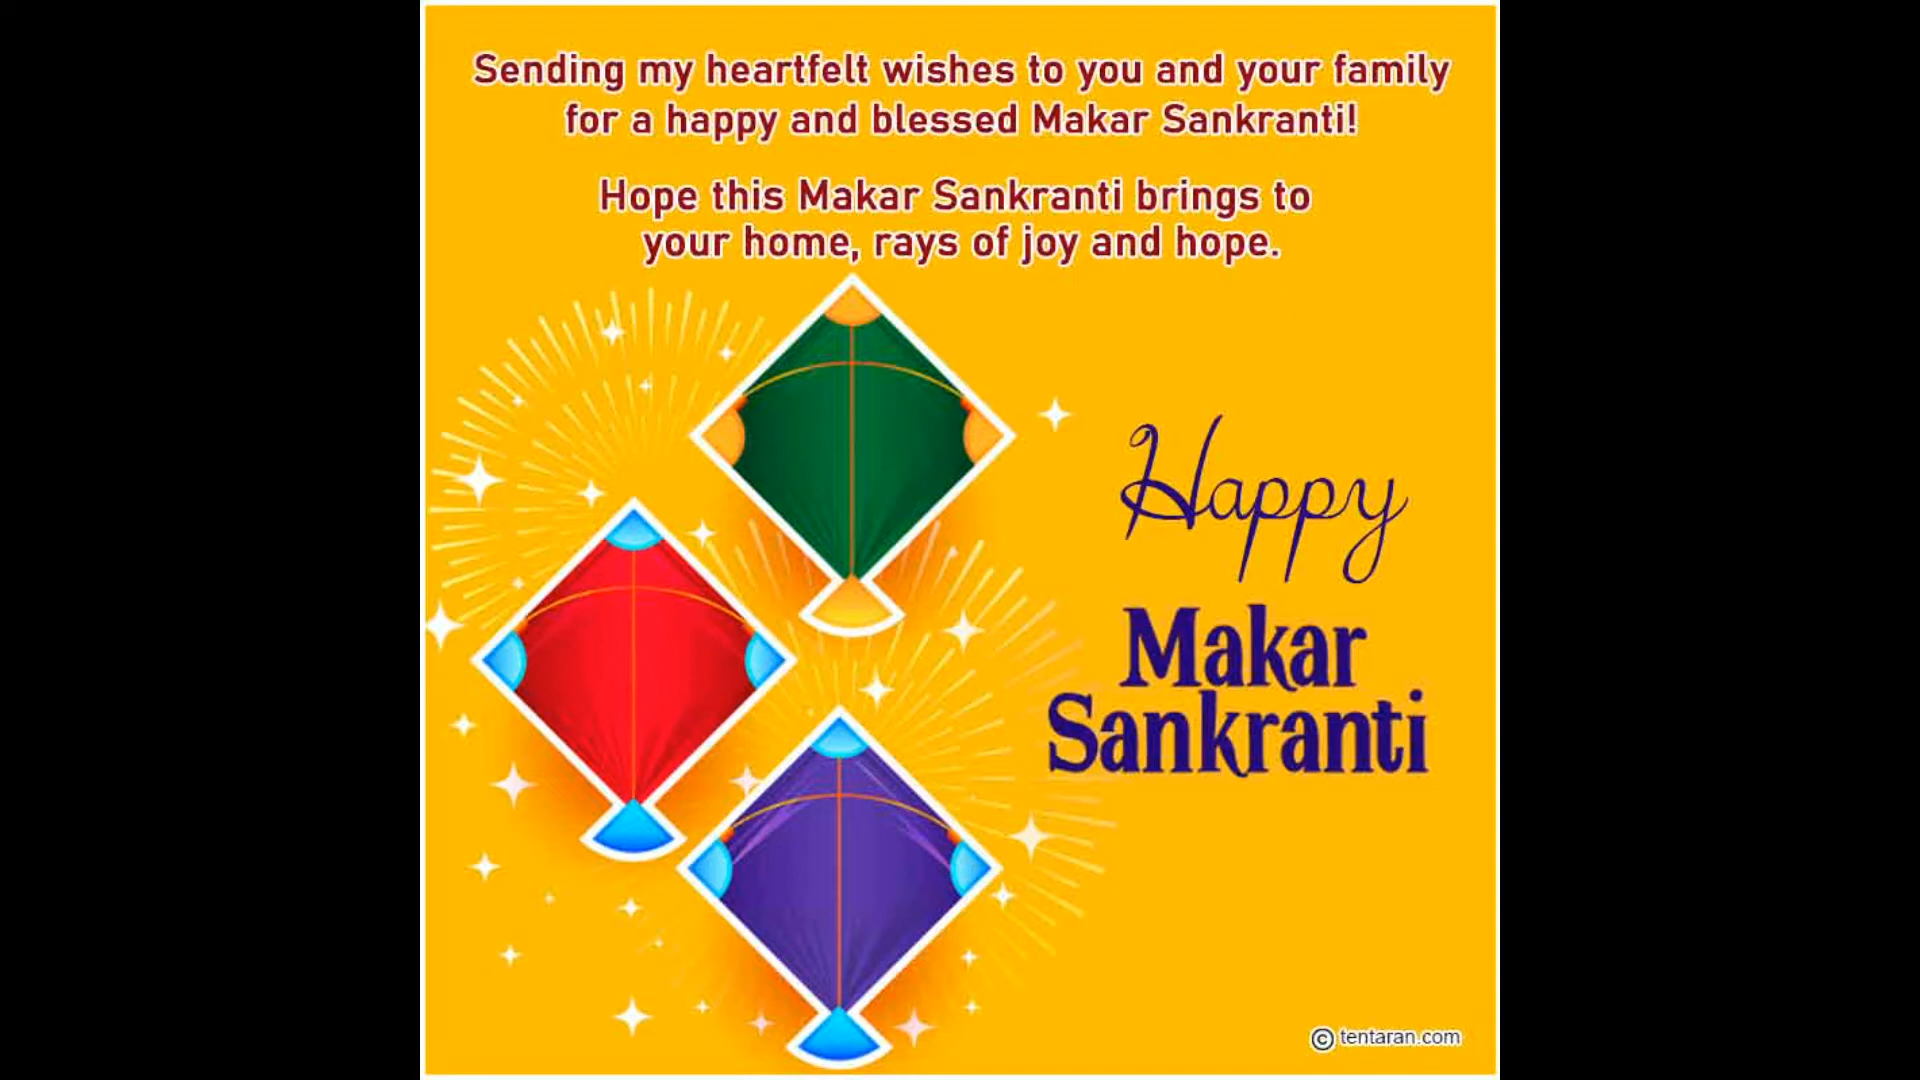 Sending my heartfelt wishes to you and your family
for a happy and blessed Makar Sankranti!
Hope this Makar Sankranti brings to
your home, rays of joy and hope.
Happy
Makar
Sankranti
© tentaran.com